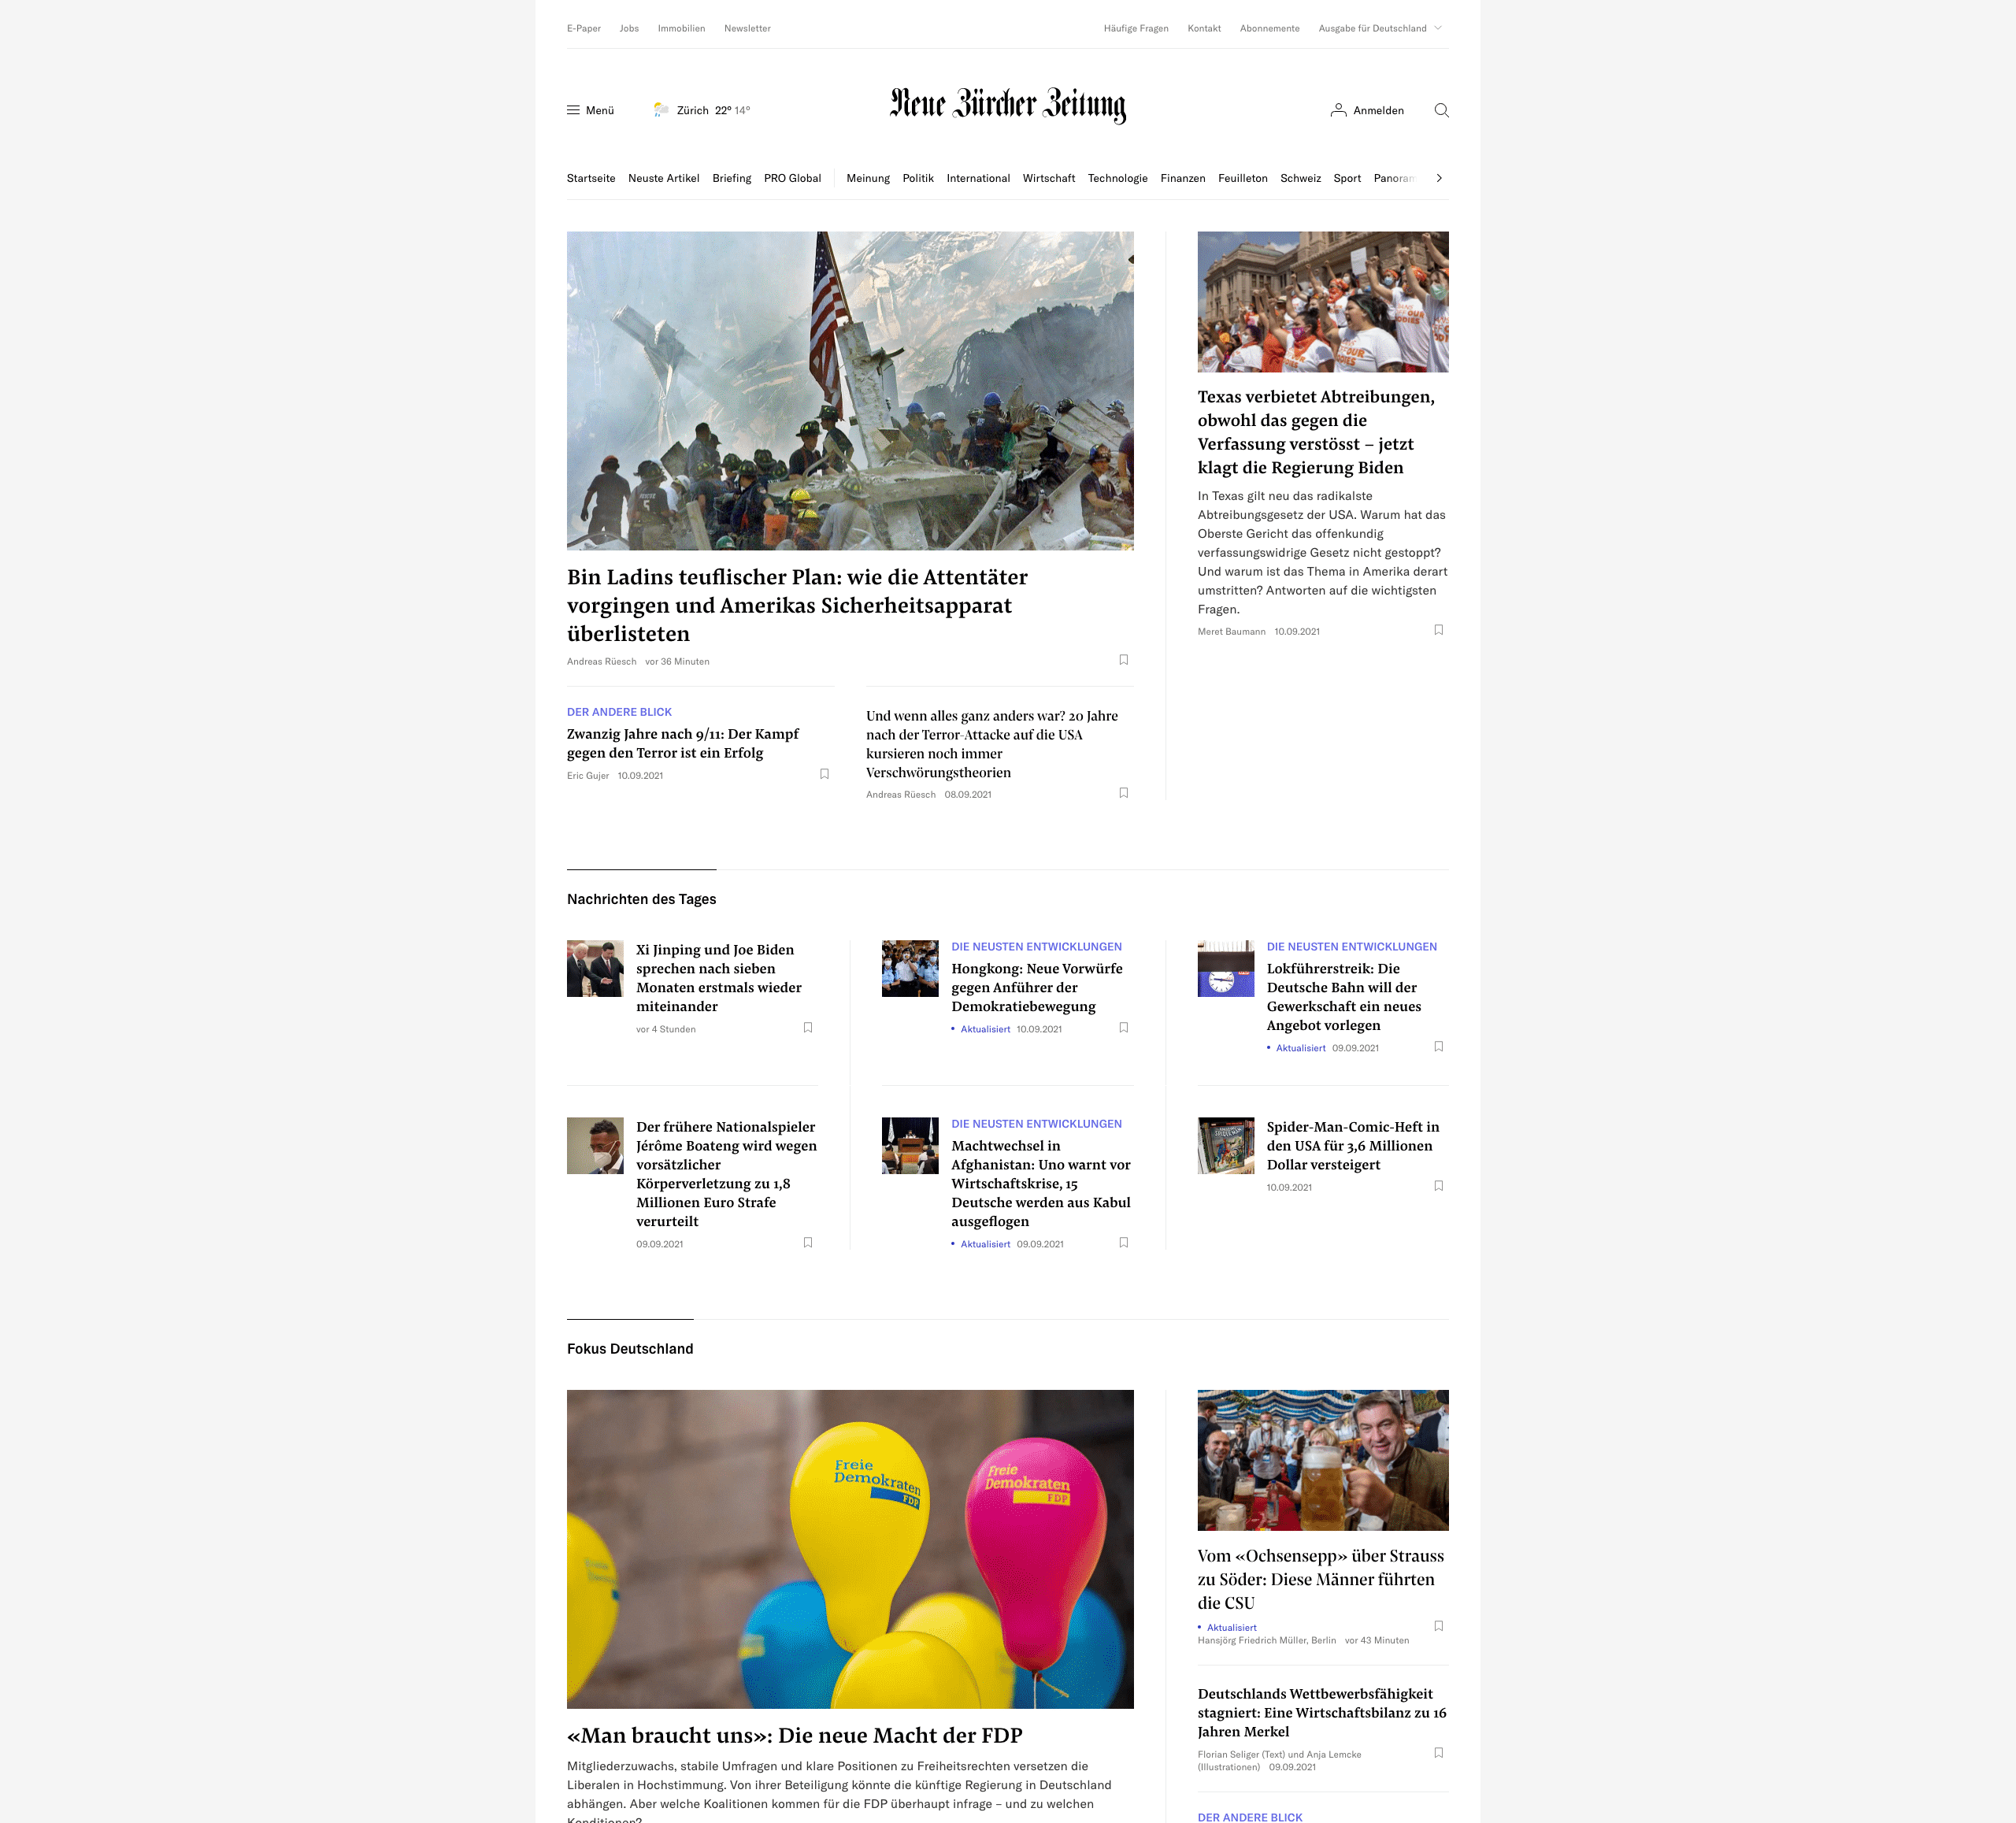 E-Paper Jobs Immobilien Newsletter Häufige Fragen Kontakt Abonnemente Ausgabe für Deutschland
Menü Zürich 22° 14° Neue Zürcher Zeitung Anmelden
Startseite Neuste Artikel Briefing PRO Global Meinung Politik International Wirtschaft Technologie Finanzen Feuilleton Schweiz Sport Panoram
Bin Ladins teuflischer Plan: wie die Attentäter
vorgingen und Amerikas Sicherheitsapparat
überlisteten
Andreas Rüesch vor 36 Minuten
DER ANDERE BLICK
Zwanzig Jahre nach 9/11: Der Kampf
gegen den Terror ist ein Erfolg
Eric Gujer 10.09.2021
Und wenn alles ganz anders war? 20 Jahre
nach der Terror-Attacke auf die USA
kursieren noch immer
Verschwörungstheorien
Andreas Rüesch 08.09.2021
Texas verbietet Abtreibungen,
obwohl das gegen die
Verfassung verstösst – jetzt
klagt die Regierung Biden
In Texas gilt neu das radikalste
Abtreibungsgesetz der USA. Warum hat das
Oberste Gericht das offenkundig
verfassungswidrige Gesetz nicht gestoppt?
Und warum ist das Thema in Amerika derart
umstritten? Antworten auf die wichtigsten
Fragen.
Meret Baumann 10.09.2021
Nachrichten des Tages
Xi Jinping und Joe Biden
sprechen nach sieben
Monaten erstmals wieder
miteinander
vor 4 Stunden
DIE NEUSTEN ENTWICKLUNGEN
Hongkong: Neue Vorwürfe
gegen Anführer der
Demokratiebewegung
• Aktualisiert 10.09.2021
DIE NEUSTEN ENTWICKLUNGEN
Lokführerstreik: Die
Deutsche Bahn will der
Gewerkschaft ein neues
Angebot vorlegen
• Aktualisiert 09.09.2021
Der frühere Nationalspieler
Jérôme Boateng wird wegen
vorsätzlicher
Körperverletzung zu 1,8
Millionen Euro Strafe
verurteilt
09.09.2021
DIE NEUSTEN ENTWICKLUNGEN
Machtwechsel in
Afghanistan: Uno warnt vor
Wirtschaftskrise, 15
Deutsche werden aus Kabul
ausgeflogen
• Aktualisiert 09.09.2021
Spider-Man-Comic-Heft in
den USA für 3,6 Millionen
Dollar versteigert
10.09.2021
Fokus Deutschland
Freie
Demokraten
FDP
Freie
Demokraten
FDP
«Man braucht uns»: Die neue Macht der FDP
Mitgliederzuwachs, stabile Umfragen und klare Positionen zu Freiheitsrechten versetzen die
Liberalen in Hochstimmung. Von ihrer Beteiligung könnte die künftige Regierung in Deutschland
abhängen. Aber welche Koalitionen kommen für die FDP überhaupt infrage – und zu welchen
Konditionen?
Vom «Ochsensepp» über Strauss
zu Söder: Diese Männer führten
die CSU
• Aktualisiert
Hansjörg Friedrich Müller, Berlin vor 43 Minuten
Deutschlands Wettbewerbsfähigkeit
stagniert: Eine Wirtschaftsbilanz zu 16
Jahren Merkel
Florian Seliger (Text) und Anja Lemcke
(Illustrationen) 09.09.2021
DER ANDERE BLICK